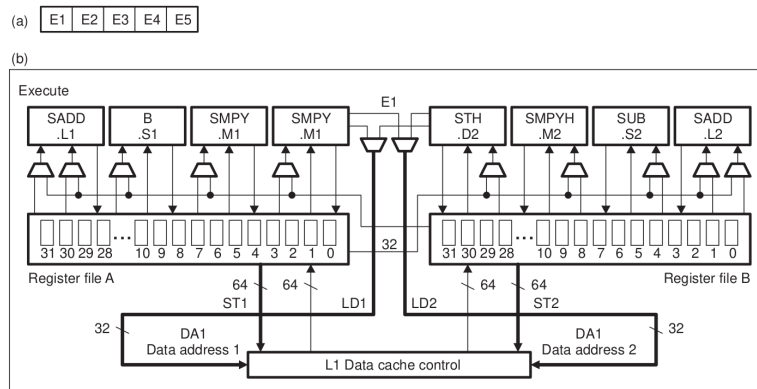 (a) E1 E2 E3 E4 E5
(b)
Execute
E1
SADD .L1
B .S1
SMPY .M1
SMPY .M1
STH .D2
SMPYH .M2
SUB .S2
SADD .L2
31 30 29 28 ... 10 9 8 7 6 5 4 3 2 1 0
32
31 30 29 28 ... 10 9 8 7 6 5 4 3 2 1 0
Register file A
Register file B
64 64 64 64
ST1 LD1 LD2 ST2
32 32
DA1
Data address 1
DA1
Data address 2
L1 Data cache control